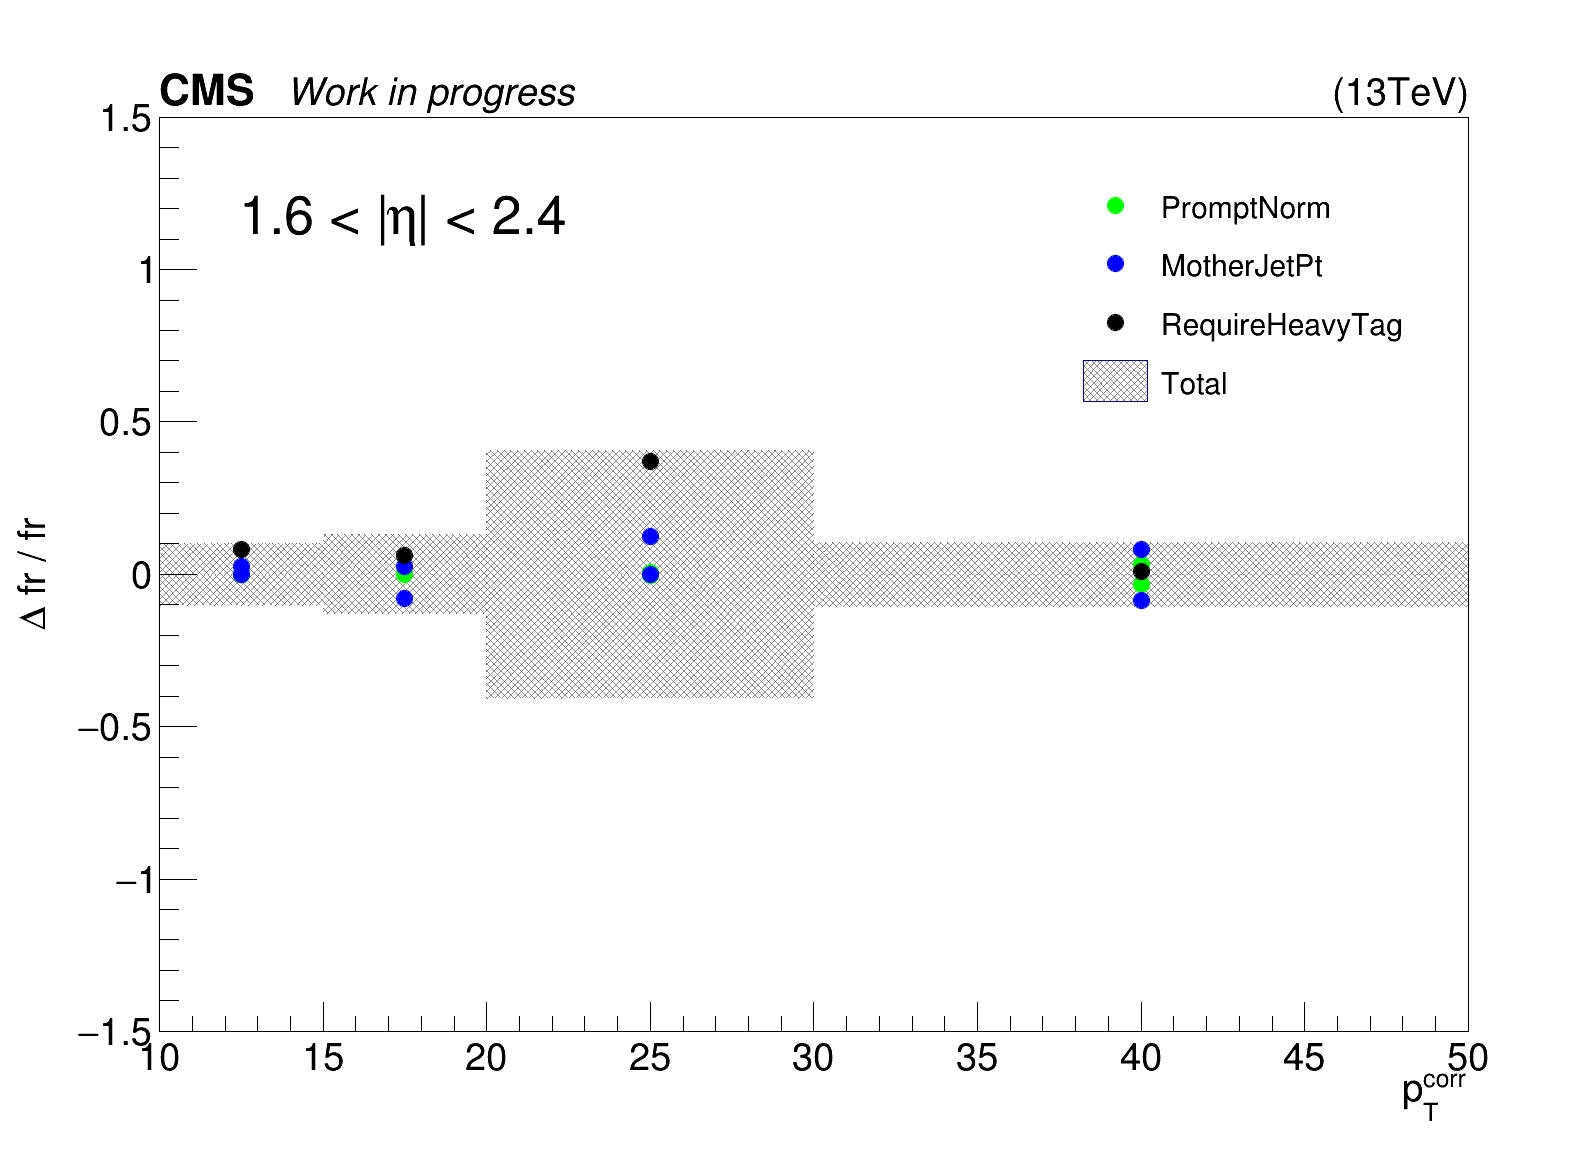 CMS Work in progress (13TeV)
1.6 < |η| < 2.4
PromptNorm
MotherJetPt
RequireHeavyTag
Total
Δ fr / fr
1.5
1
0.5
0
−0.5
−1
−1.5
10 15 20 25 30 35 40 45 50
p_T^corr